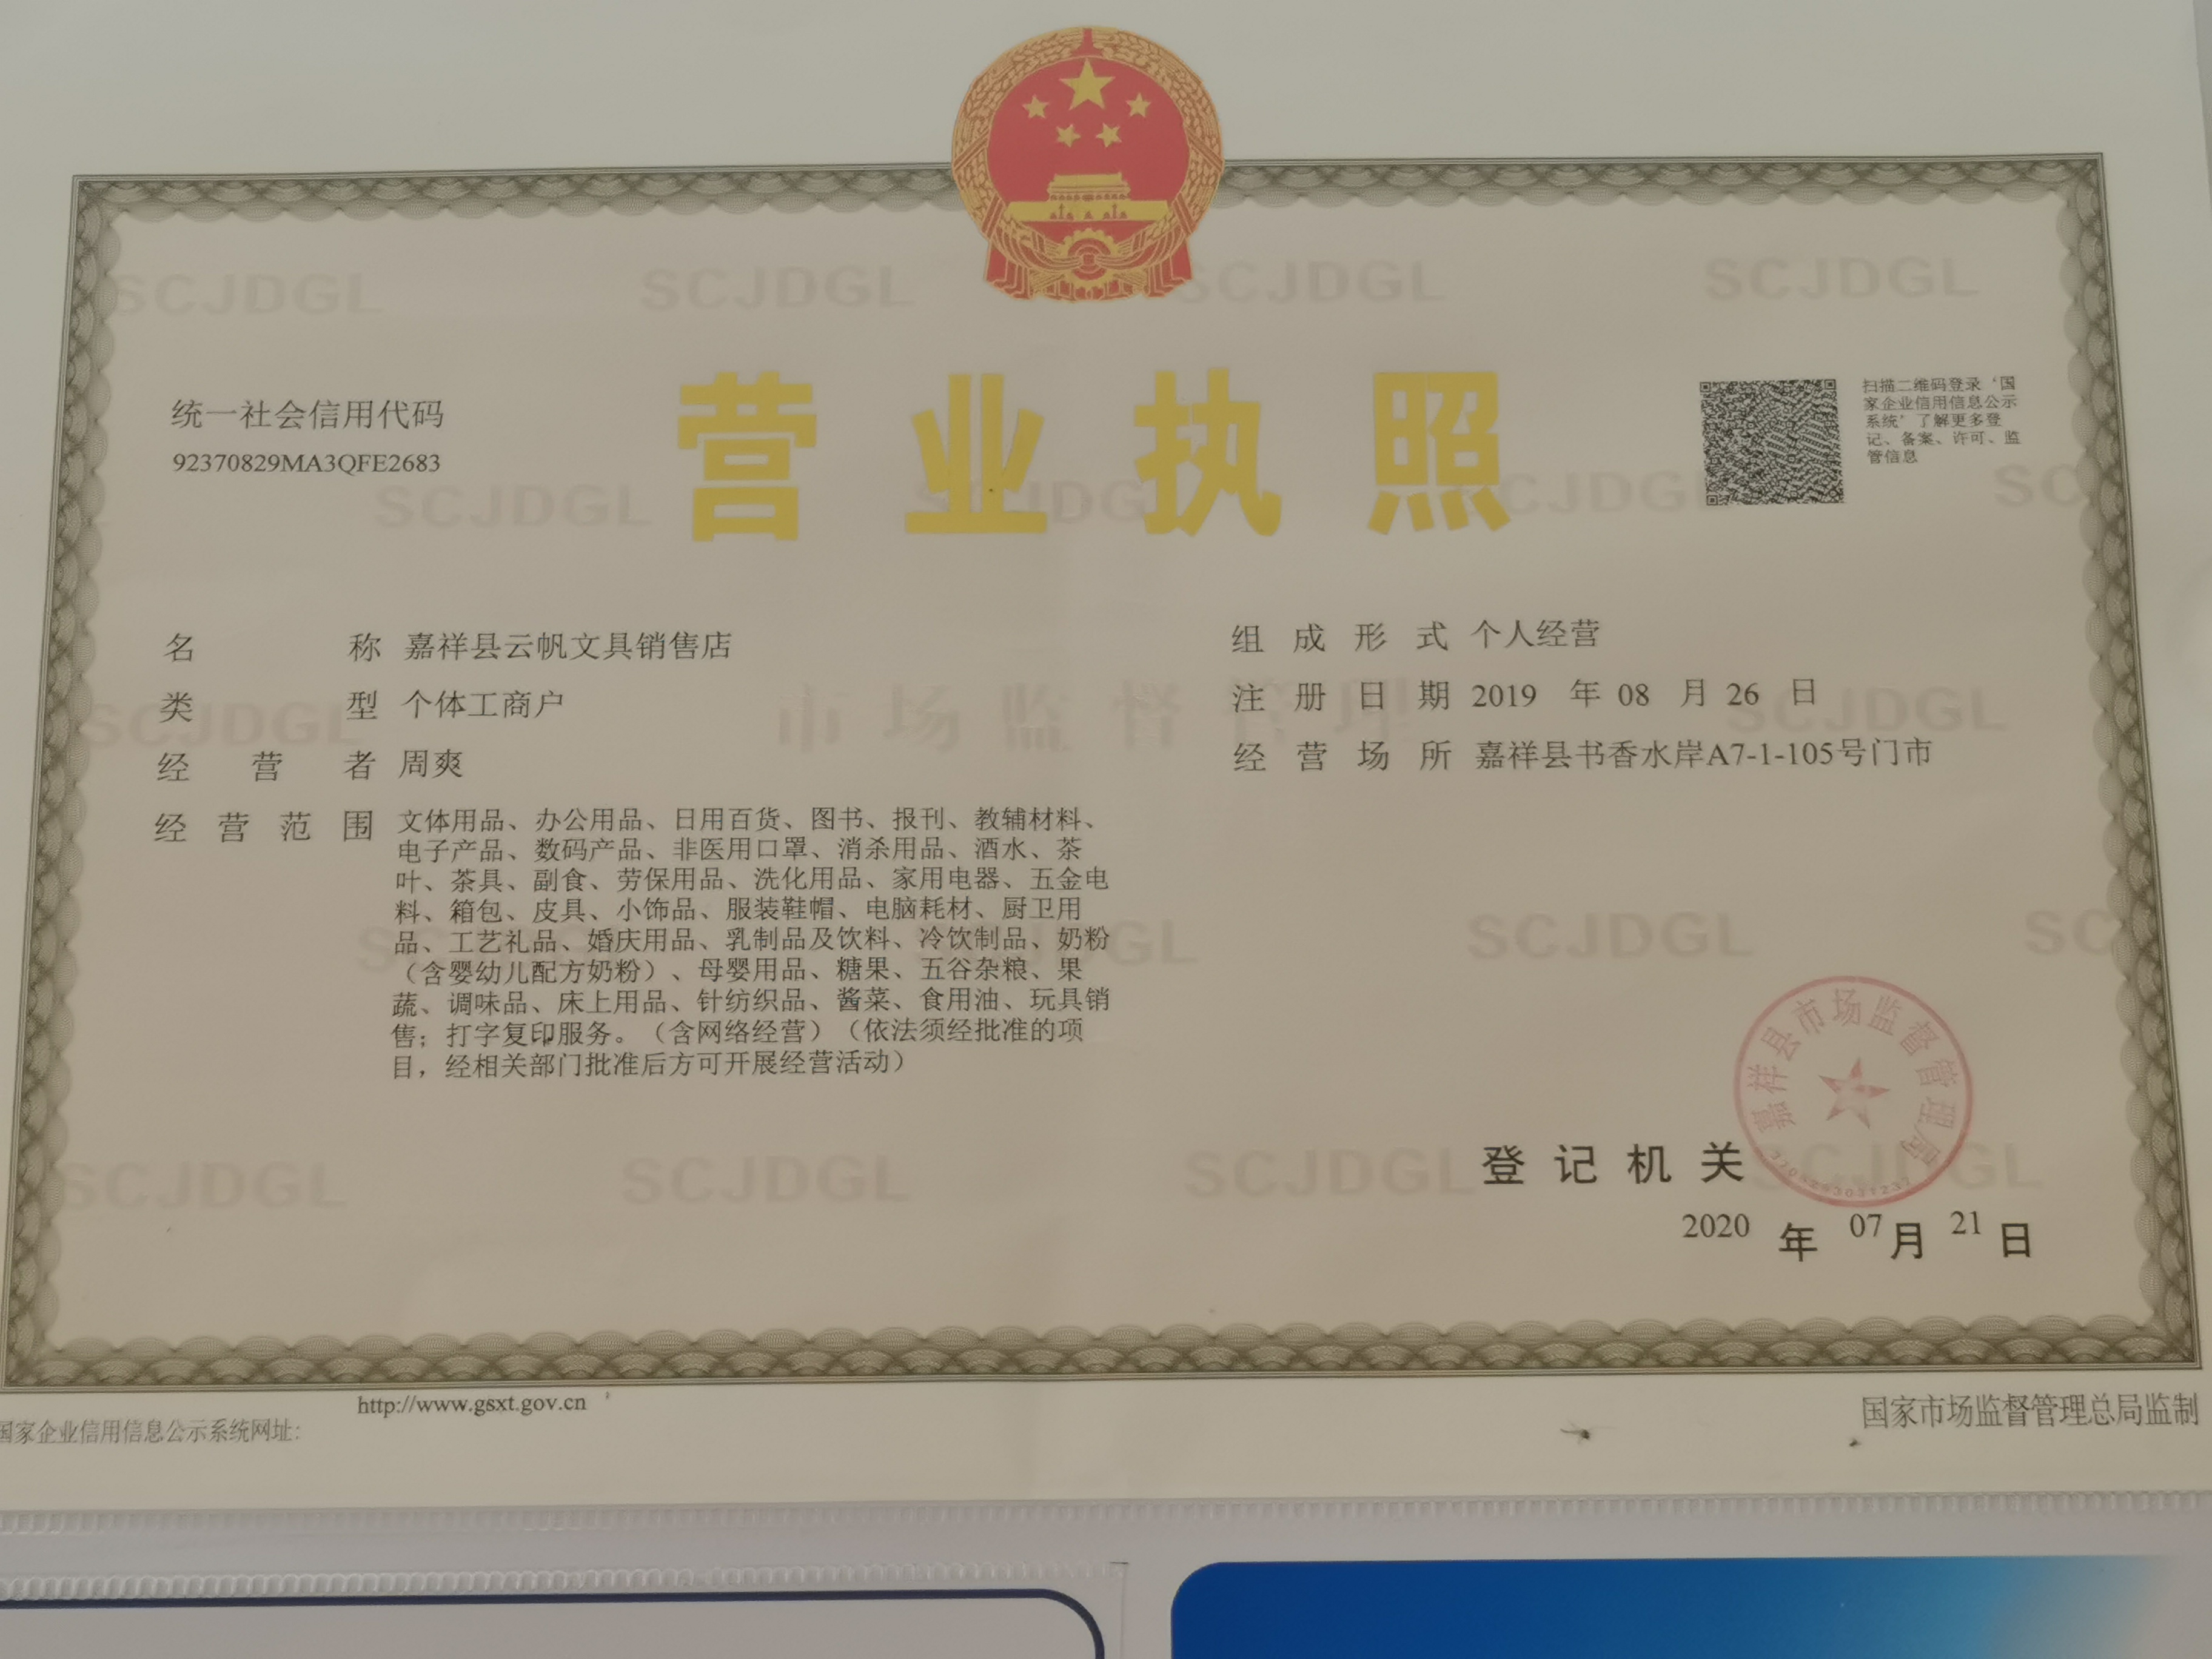 营业执照
统一社会信用代码
92370829MA3QFE2683
扫描二维码登录‘国
家企业信用信息公示
系统’了解更多登
记、备案、许可、监
管信息
名称 嘉祥县云帆文具销售店
类型 个体工商户
经营者 周爽
经营范围 文体用品、办公用品、日用百货、图书、报刊、教辅材料、
电子产品、数码产品、非医用口罩、消杀用品、酒水、茶
叶、茶具、副食、劳保用品、洗化用品、家用电器、五金电
料、箱包、皮具、小饰品、服装鞋帽、电脑耗材、厨卫用
品、工艺礼品、婚庆用品、乳制品及饮料、冷饮制品、奶粉
（含婴幼儿配方奶粉）、母婴用品、糖果、五谷杂粮、果
蔬、调味品、床上用品、针纺织品、酱菜、食用油、玩具销
售；打字复印服务。（含网络经营）（依法须经批准的项
目，经相关部门批准后方可开展经营活动）
组成形式 个人经营
注册日期 2019 年 08 月 26 日
经营场所 嘉祥县书香水岸A7-1-105号门市
市场监督管理
SCJDGL
嘉祥县市场监督管理局
登记机关
2020 年 07 月 21 日
国家企业信用信息公示系统网址：
http://www.gsxt.gov.cn
国家市场监督管理总局监制